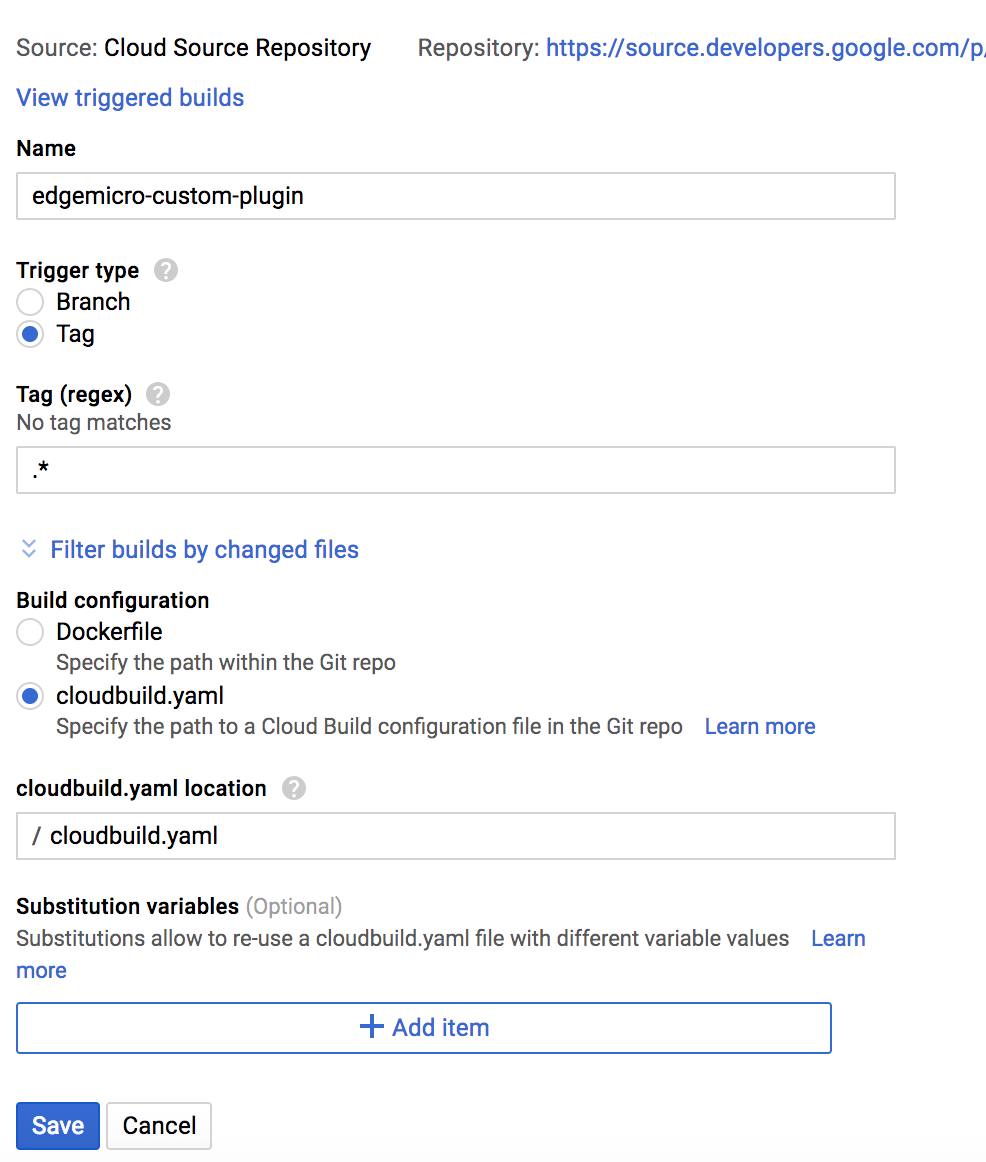 Source: Cloud Source Repository Repository: https://source.developers.google.com/p/
View triggered builds
Name
edgemicro-custom-plugin
Trigger type ?
Branch
Tag
Tag (regex) ?
No tag matches
.*
Filter builds by changed files
Build configuration
Dockerfile
Specify the path within the Git repo
cloudbuild.yaml
Specify the path to a Cloud Build configuration file in the Git repo Learn more
cloudbuild.yaml location ?
/ cloudbuild.yaml
Substitution variables (Optional)
Substitutions allow to re-use a cloudbuild.yaml file with different variable values Learn
more
+ Add item
Save Cancel